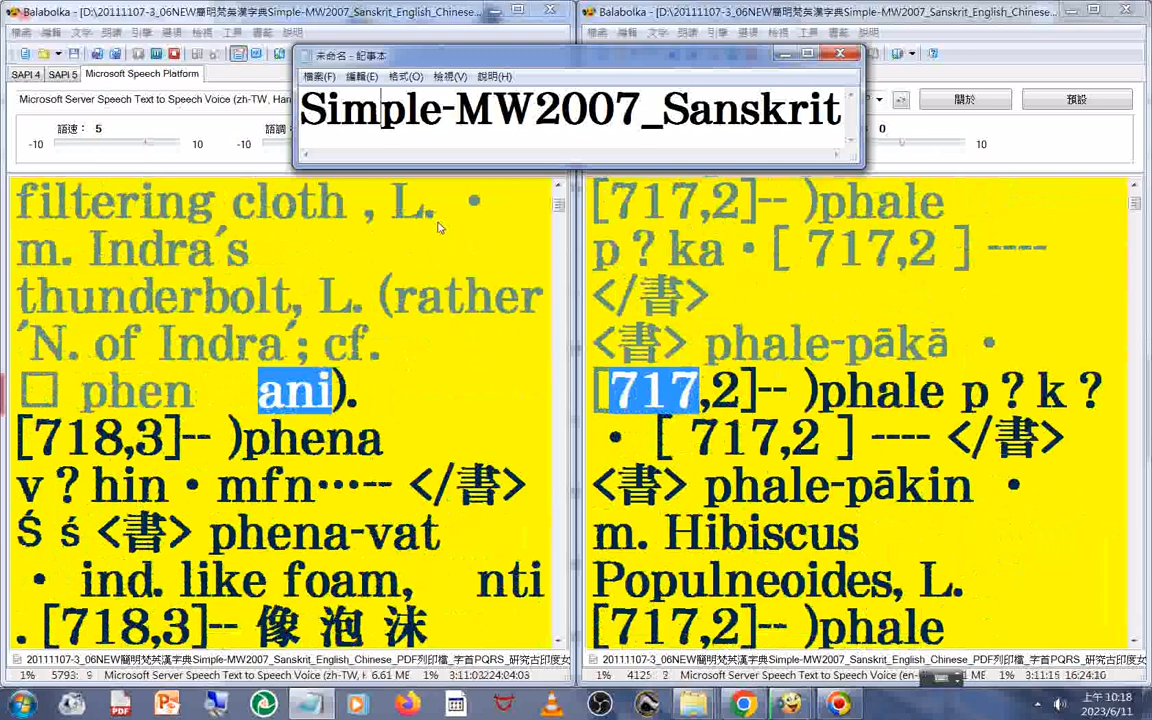 Balabolka - [D:\20111107-3_06NEW簡明梵英漢字典Simple-MW2007_Sanskrit_English_Chinese...
Balabolka - [D:\20111107-3_06NEW簡明梵英漢字典Simple-MW2007_Sanskrit_English_Chinese...
未命名 - 記事本
檔案(F) 編輯(E) 格式(O) 檢視(V) 說明(H)
Simple-MW2007_Sanskrit
SAPI 4 SAPI 5 Microsoft Speech Platform
Microsoft Server Speech Text to Speech Voice (zh-TW, Han
關於 預設
語速： 5 語調：
-10 10 -10
0
10
filtering cloth , L. •
m. Indra´s
thunderbolt, L. (rather
´N. of Indra´; cf.
□ phen ani).
[718,3]-- )phena
v ? hin • mfn…-- </書>
Ś ś <書> phena-vat
• ind. like foam, nti
. [718,3]-- 像 泡 沫
[717,2]-- )phale
p ? ka • [ 717,2 ] ----
</書>
<書> phale-pākā •
[717,2]-- )phale p ? k ?
• [ 717,2 ] ---- </書>
<書> phale-pākin •
m. Hibiscus
Populneoides, L.
[717,2]-- )phale
20111107-3_06NEW簡明梵英漢字典Simple-MW2007_Sanskrit_English_Chinese_PDF列印檔_字首PQRS_研究古印度女
20111107-3_06NEW簡明梵英漢字典Simple-MW2007_Sanskrit_English_Chinese_PDF列印檔_字首PQRS_研究古印度女
1% 5793: 9 Microsoft Server Speech Text to Speech Voice (zh-TW, 6.61 ME 1% 3:11:03224:04:03
1% 4125 Microsoft Server Speech Text to Speech 1% 3:11:15 16:24:10
上午 10:18
2023/6/11